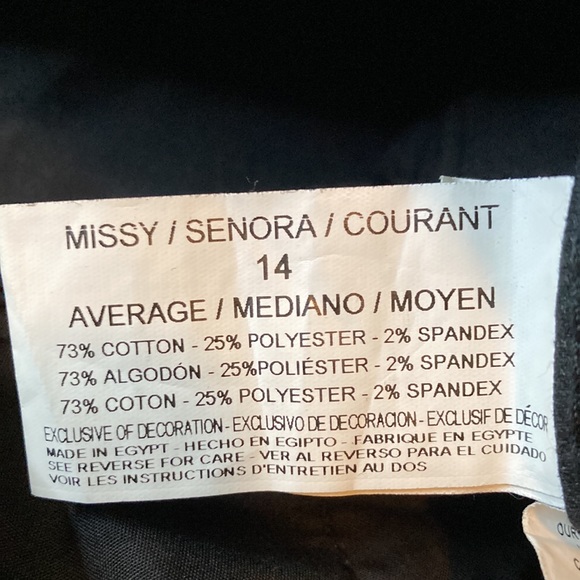 MISSY / SENORA / COURANT
14
AVERAGE / MEDIANO / MOYEN
73% COTTON - 25% POLYESTER - 2% SPANDEX
73% ALGODÓN - 25%POLIÉSTER - 2% SPANDEX
73% COTON - 25% POLYESTER - 2% SPANDEX
EXCLUSIVE OF DECORATION - EXCLUSIVO DE DECORACION - EXCLUSIF DE DÉCOR
MADE IN EGYPT - HECHO EN EGIPTO - FABRIQUE EN EGYPTE
SEE REVERSE FOR CARE - VER AL REVERSO PARA EL CUIDADO
VOIR LES INSTRUCTIONS D'ENTRETIEN AU DOS